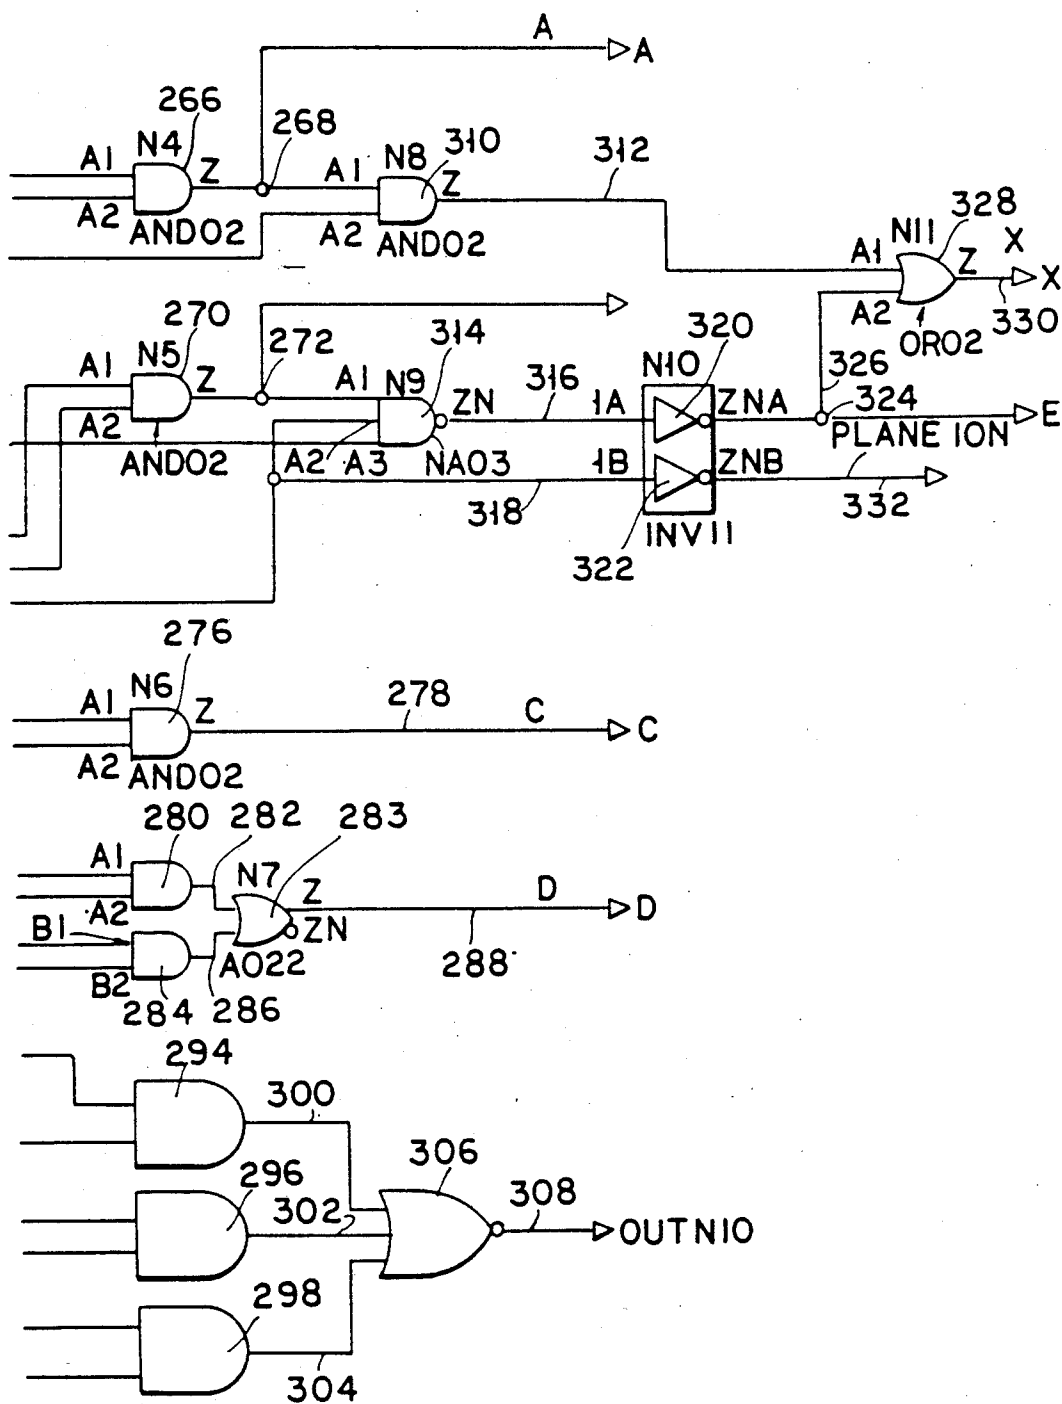 A
A
266
N4
A1
Z
268
A2
AND02
N8
310
A1
Z
A2
AND02
312
N11
328
X
A1
Z
X
A2
330
OR02
270
N5
272
314
A1
Z
A1
N9
ZN
316
A2
AND02
A2
A3
NA03
320
N10
1A
ZNA
326
324
E
PLANE ION
1B
ZNB
318
332
322
INV11
276
N6
A1
Z
278
C
C
A2
AND02
280
282
283
A1
N7
Z
D
D
A2
B1
ZN
AO22
288
B2
284
286
294
300
306
296
302
308
OUTN10
298
304